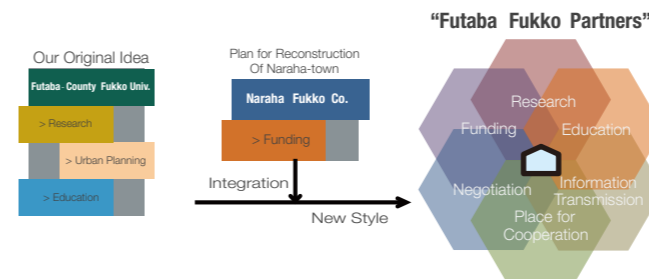 Our Original Idea
Futaba-County Fukko Univ.
> Research
> Urban Planning
> Education
Plan for Reconstruction
Of Naraha-town
Naraha Fukko Co.
> Funding
Integration
New Style
“Futaba Fukko Partners”
Research
Funding
Education
Negotiation
Information
Transmission
Place for
Cooperation